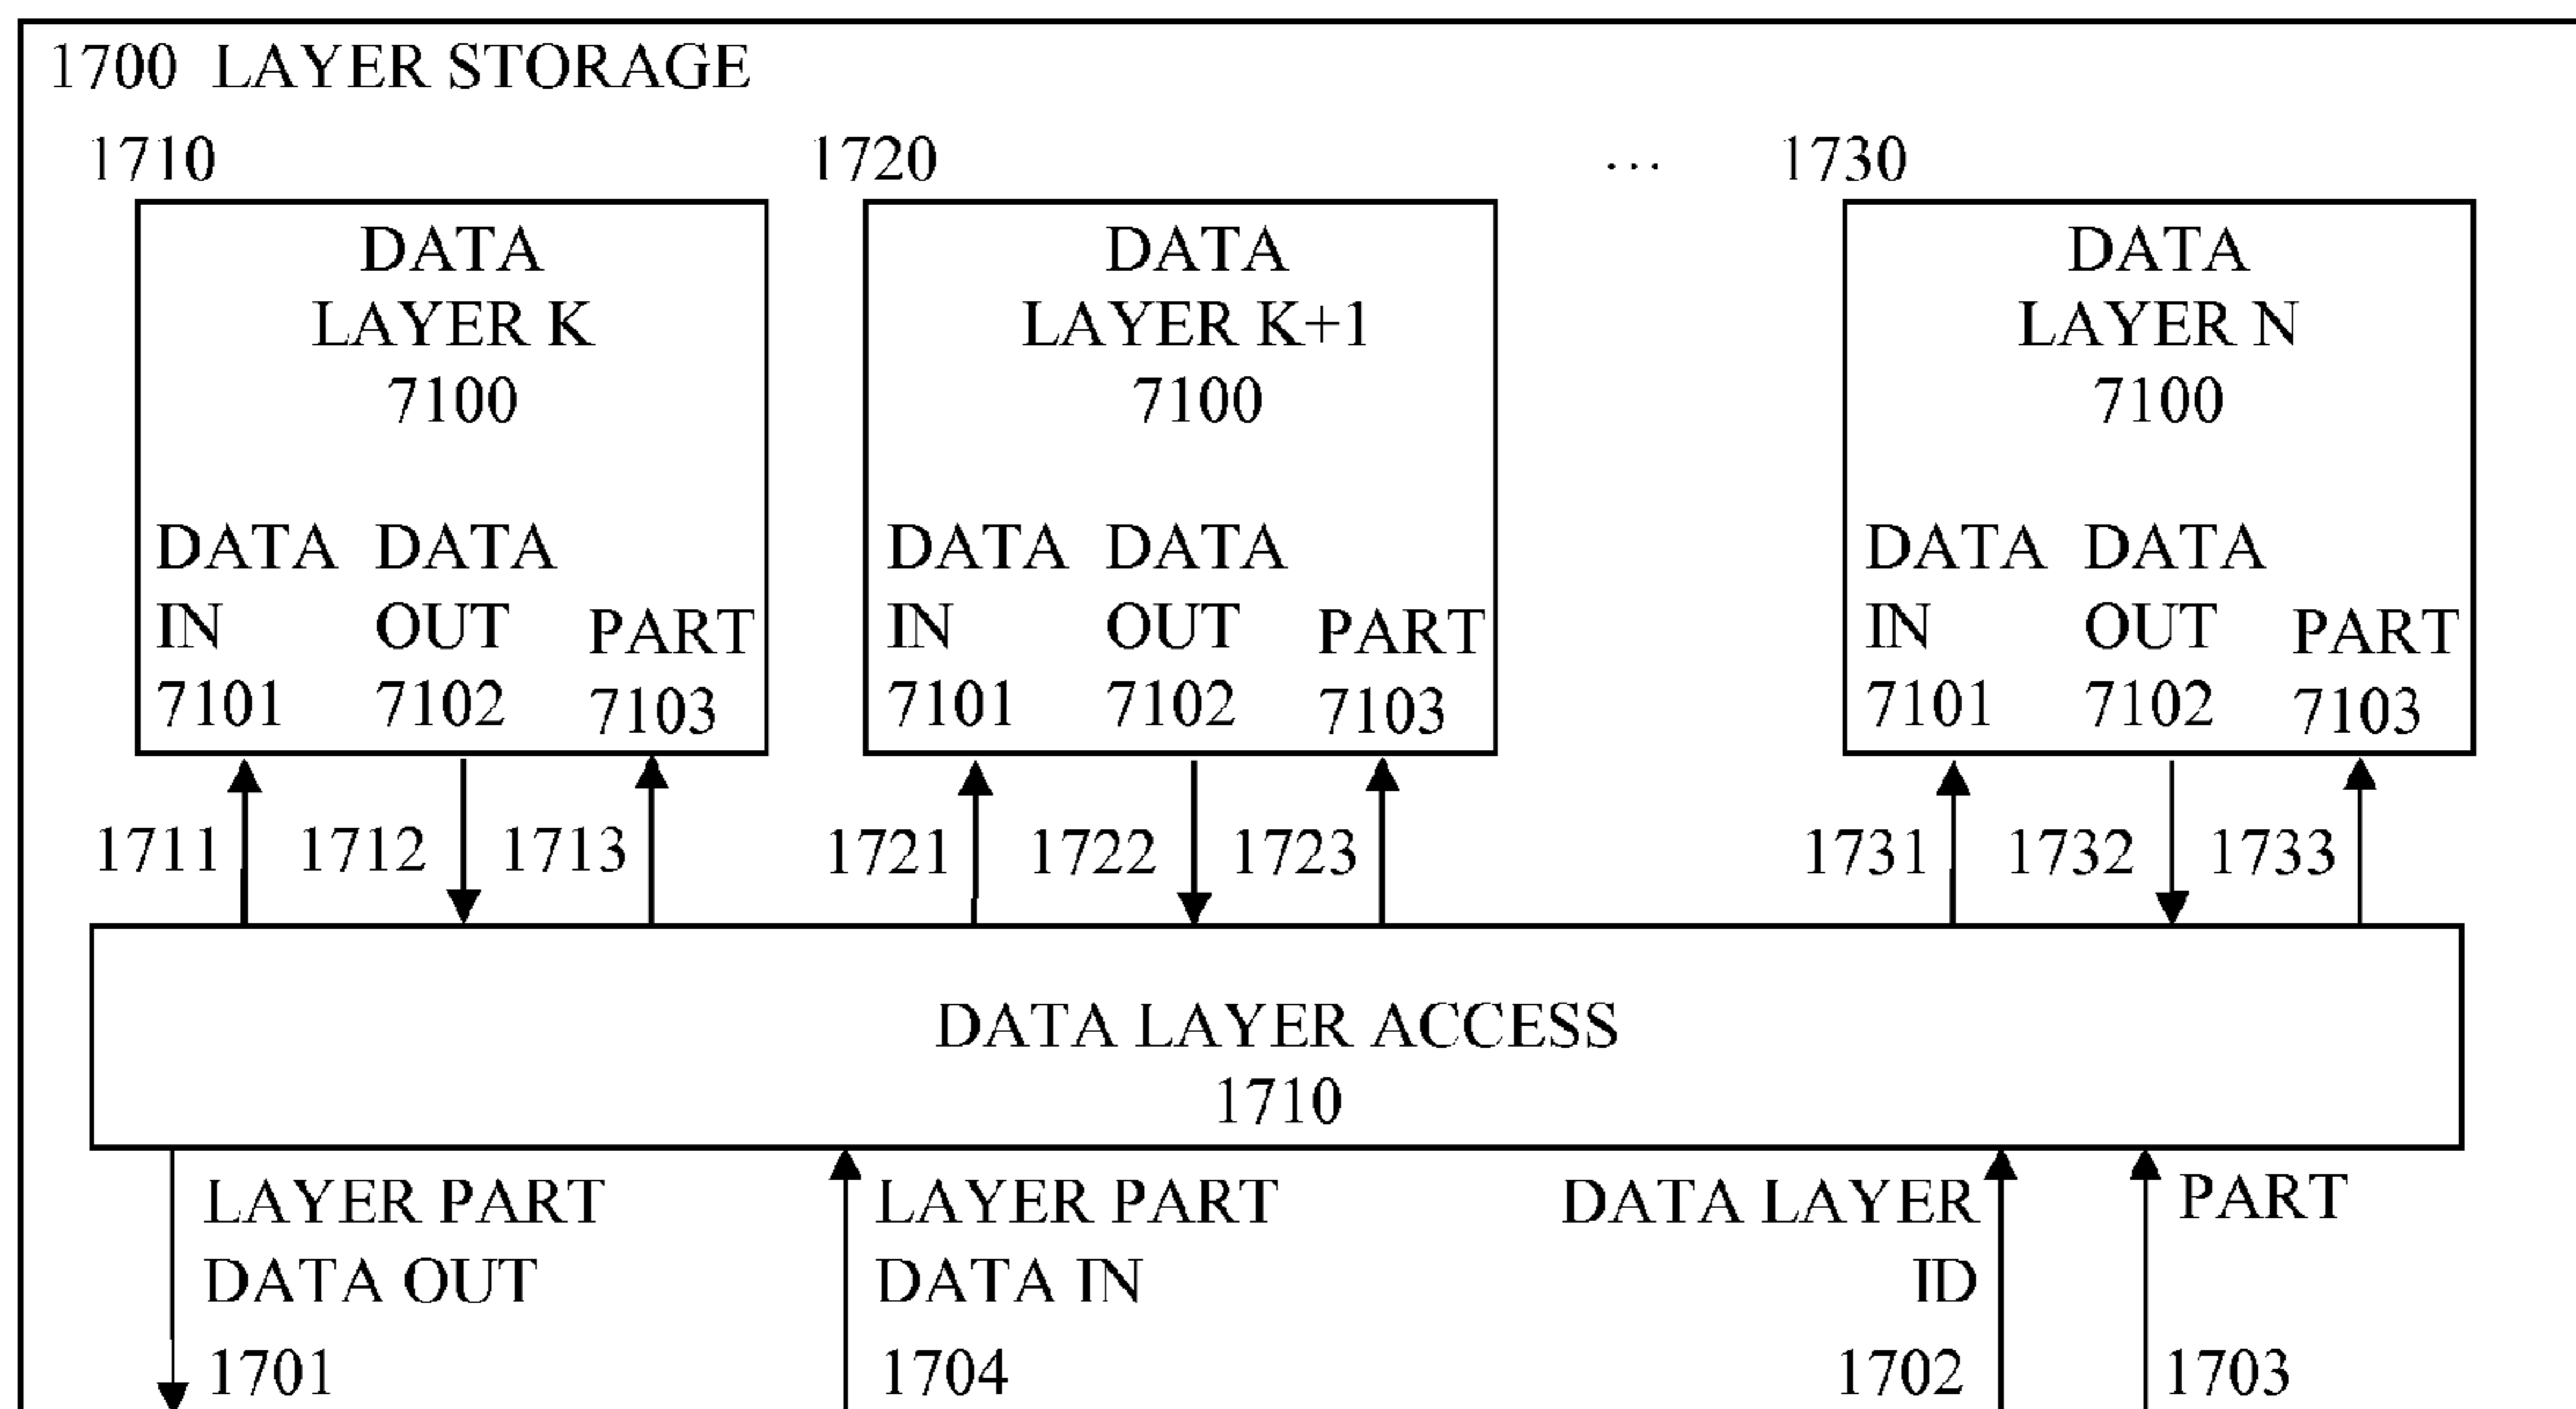 1700 LAYER STORAGE
1710 1720 ... 1730
DATA
LAYER K
7100
DATA DATA
IN OUT PART
7101 7102 7103
DATA
LAYER K+1
7100
DATA DATA
IN OUT PART
7101 7102 7103
DATA
LAYER N
7100
DATA DATA
IN OUT PART
7101 7102 7103
1711 1712 1713 1721 1722 1723 1731 1732 1733
DATA LAYER ACCESS
1710
LAYER PART
DATA OUT
1701
LAYER PART
DATA IN
1704
DATA LAYER
ID
1702
PART
1703